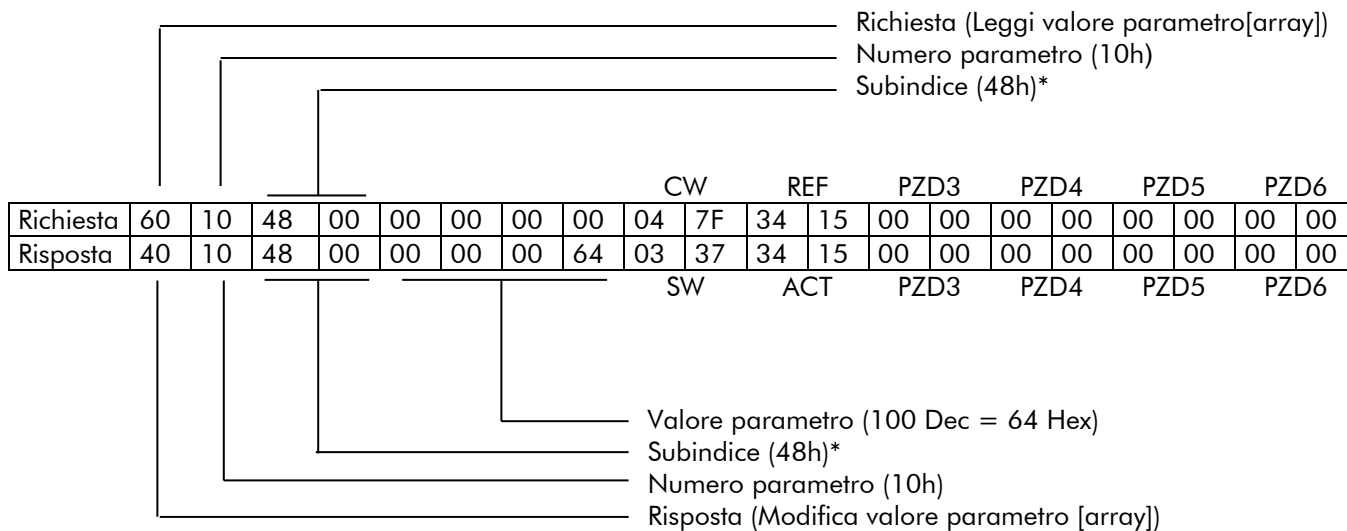 Richiesta (Leggi valore parametro[array])
Numero parametro (10h)
Subindice (48h)*
CW REF PZD3 PZD4 PZD5 PZD6
Richiesta 60 10 48 00 00 00 00 00 04 7F 34 15 00 00 00 00 00 00 00 00
Risposta 40 10 48 00 00 00 00 64 03 37 34 15 00 00 00 00 00 00 00 00
SW ACT PZD3 PZD4 PZD5 PZD6
Valore parametro (100 Dec = 64 Hex)
Subindice (48h)*
Numero parametro (10h)
Risposta (Modifica valore parametro [array])